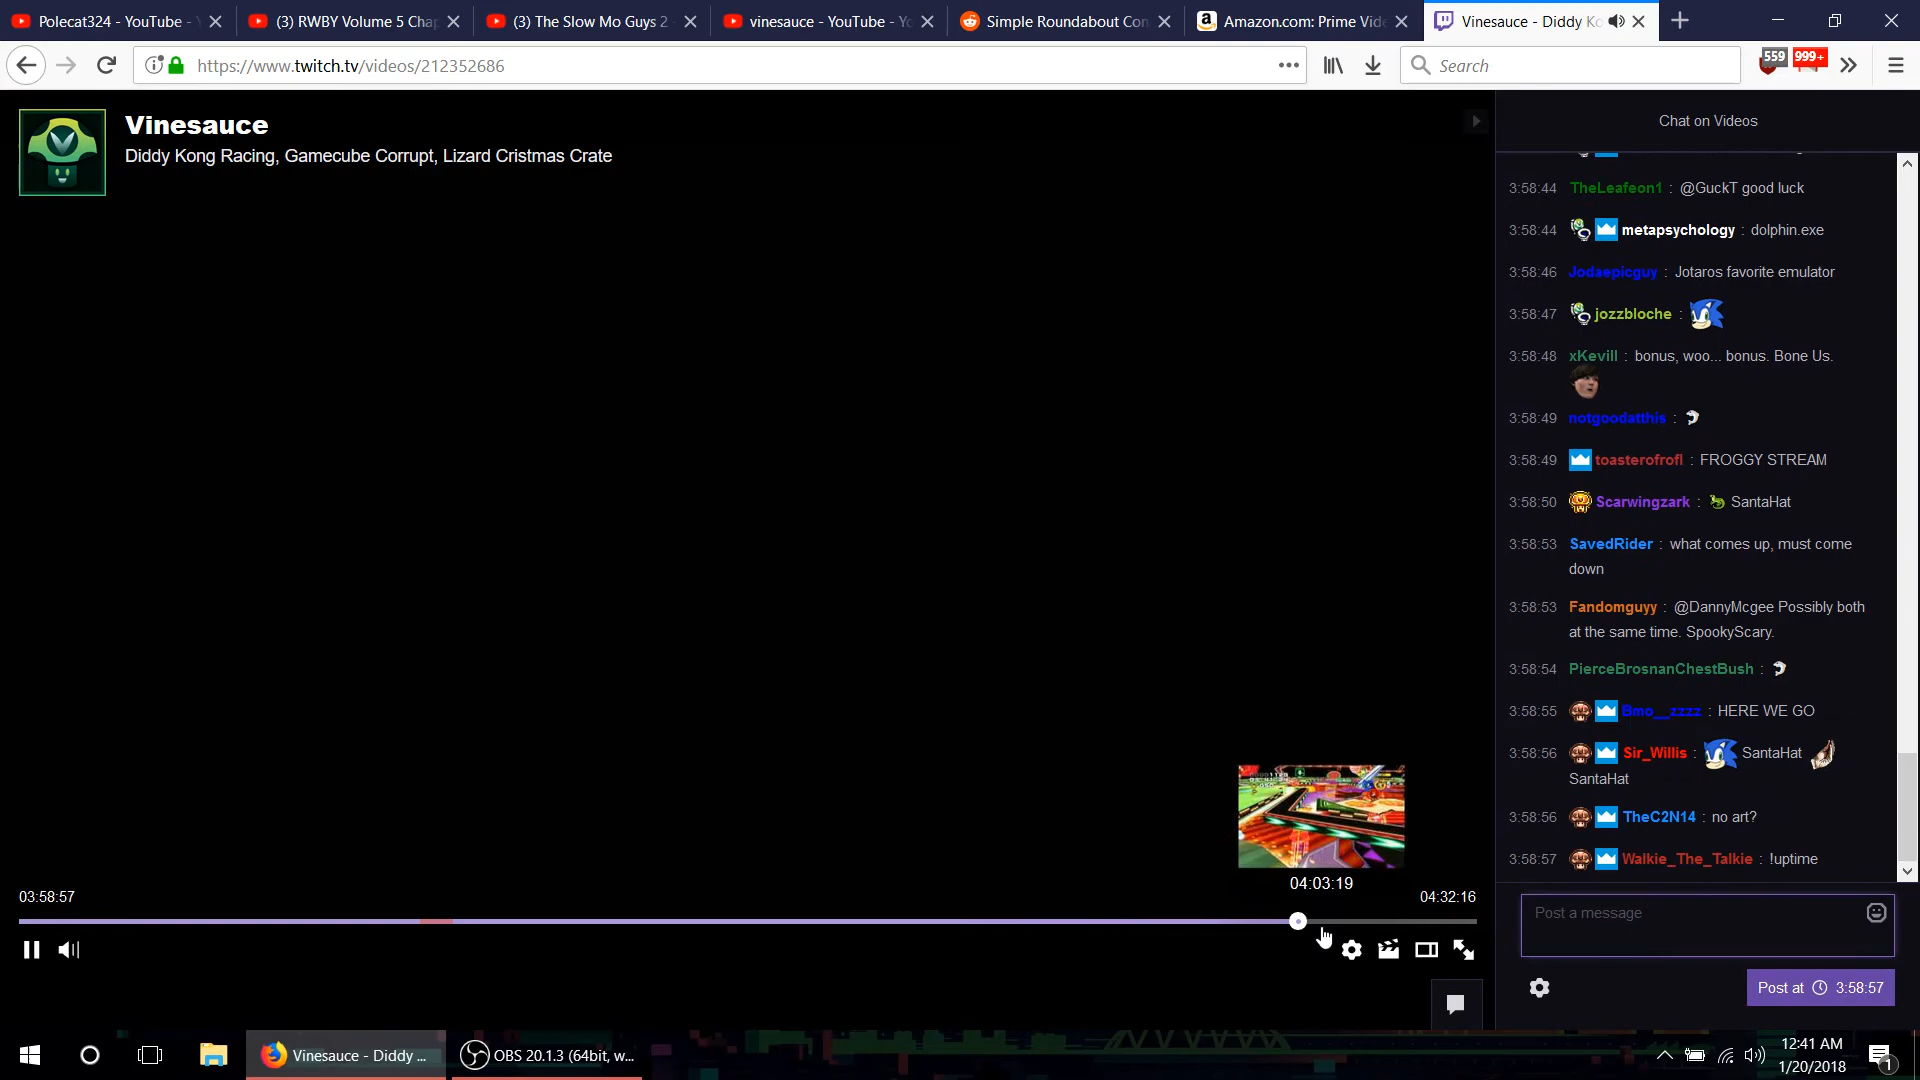 Polecat324 - YouTube -
(3) RWBY Volume 5 Cha
(3) The Slow Mo Guys 2 -
vinesauce - YouTube - Yo
Simple Roundabout Con
Amazon.com: Prime Vid
Vinesauce - Diddy Ko
https://www.twitch.tv/videos/212352686
Search
559
999+
Vinesauce
Diddy Kong Racing, Gamecube Corrupt, Lizard Cristmas Crate
Chat on Videos
3:58:44 TheLeafeon1 : @GuckT good luck
3:58:44 metapsychology : dolphin.exe
3:58:46 Jodaepicguy : Jotaros favorite emulator
3:58:47 jozzbloche :
3:58:48 xKevill : bonus, woo... bonus. Bone Us.
3:58:49 notgoodatthis :
3:58:49 toasterofrofl : FROGGY STREAM
3:58:50 Scarwingzark : SantaHat
3:58:53 SavedRider : what comes up, must come
down
3:58:53 Fandomguyy : @DannyMcgee Possibly both
at the same time. SpookyScary.
3:58:54 PierceBrosnanChestBush :
3:58:55 Bmo__zzzz : HERE WE GO
3:58:56 Sir_Willis : SantaHat
SantaHat
3:58:56 TheC2N14 : no art?
3:58:57 Walkie_The_Talkie : !uptime
04:03:19
03:58:57
04:32:16
Post a message
Post at 3:58:57
Vinesauce - Diddy ...
OBS 20.1.3 (64bit, w...
12:41 AM
1/20/2018
1